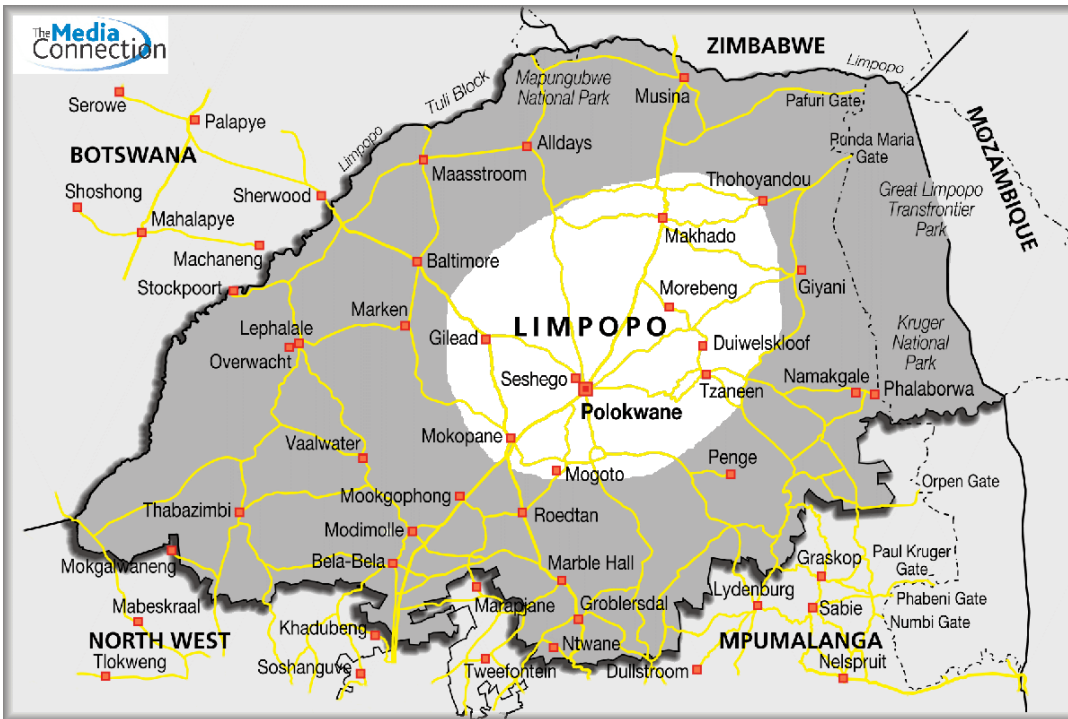 The Media
Connection
ZIMBABWE
Limpopo
Tuli Block
Mapungubwe
National Park
Musina
Pafuri Gate
Serowe
Palapye
MOZAMBIQUE
BOTSWANA
Limpopo
Alldays
Ronda Maria
Gate
Maasstroom
Shoshong
Sherwood
Thohoyandou
Great Limpopo
Transfrontier
Park
Mahalapye
Makhado
Machaneng
Baltimore
Stockpoort
Morebeng
Giyani
Marken
Lephalale
LIMPOPO
Gilead
Duiwelskloof
Kruger
National
Park
Overwacht
Seshego
Tzaneen
Namakgale
Phalaborwa
Polokwane
Mokopane
Vaalwater
Penge
Mogoto
Orpen Gate
Mookgophong
Thabazimbi
Roedtan
Modimolle
Mokgalwaneng
Bela-Bela
Marble Hall
Graskop
Paul Kruger
Gate
Mabeskraal
Marapjane
Groblersdal
Lydenburg
Sabie
Phabeni Gate
Numbi Gate
NORTH WEST
Khadubeng
Ntwane
MPUMALANGA
Tlokweng
Soshanguve
Tweefontein
Dullstroom
Nelspruit